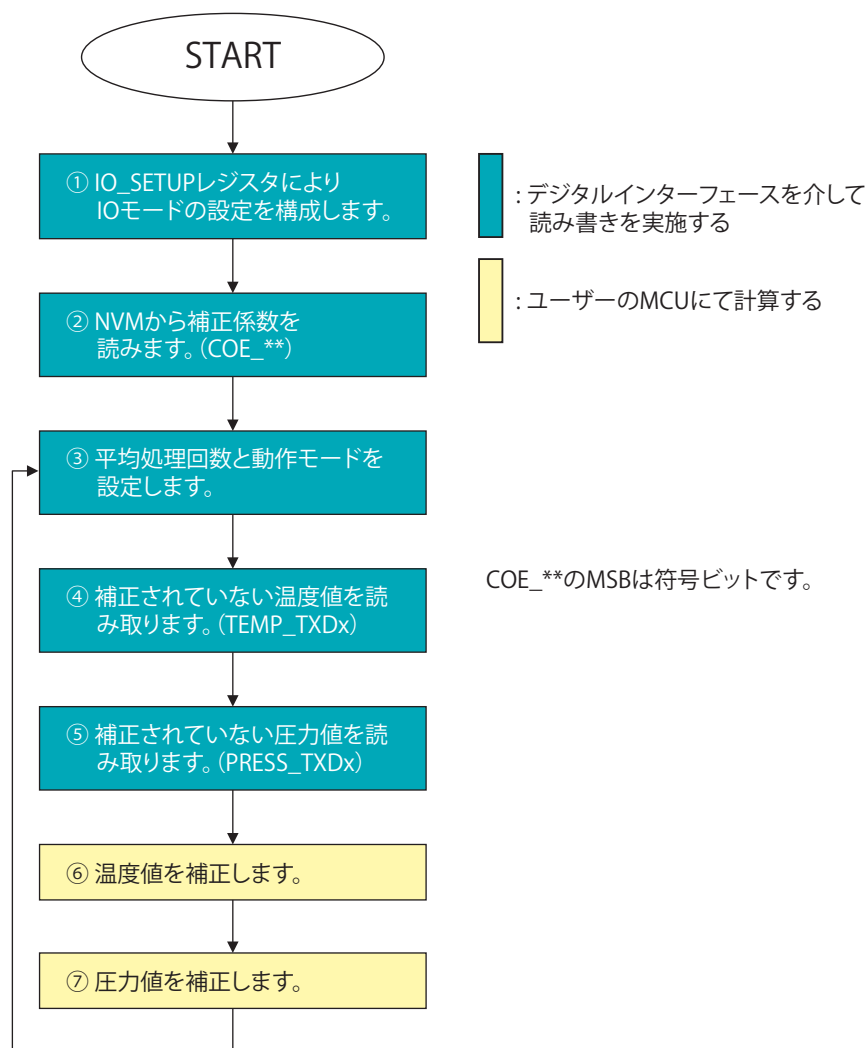 START
① IO_SETUPレジスタにより
IOモードの設定を構成します。
: デジタルインターフェースを介して
読み書きを実施する
② NVMから補正係数を
読みます。(COE_**)
: ユーザーのMCUにて計算する
③ 平均処理回数と動作モードを
設定します。
④ 補正されていない温度値を読
み取ります。(TEMP_TXDx)
COE_**のMSBは符号ビットです。
⑤ 補正されていない圧力値を読
み取ります。(PRESS_TXDx)
⑥ 温度値を補正します。
⑦ 圧力値を補正します。